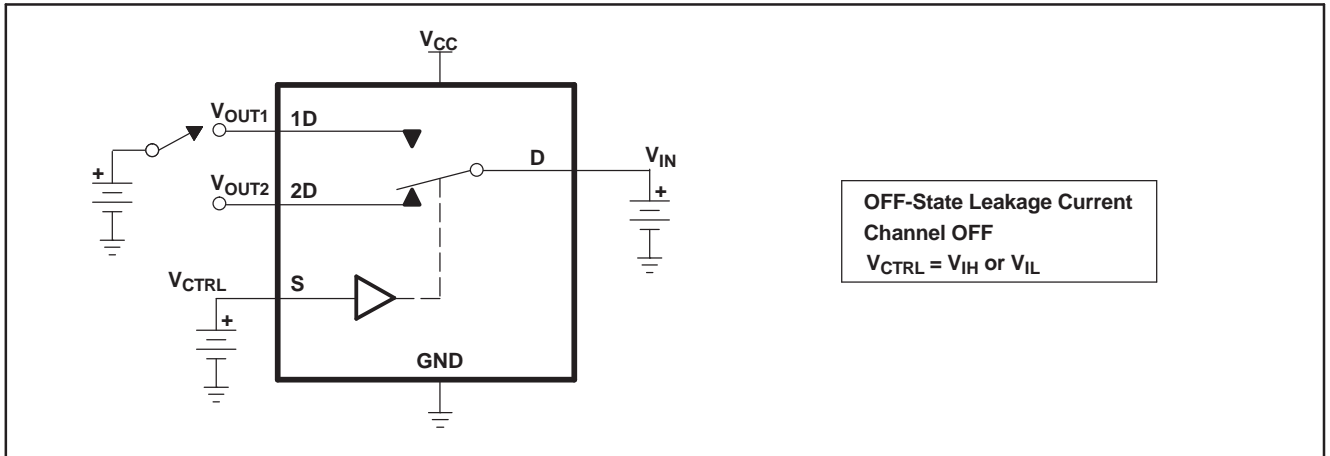 VCC
VOUT1
1D
+
D
VIN
+
VOUT2
2D
VCTRL
S
+
GND
OFF-State Leakage Current
Channel OFF
VCTRL = VIH or VIL